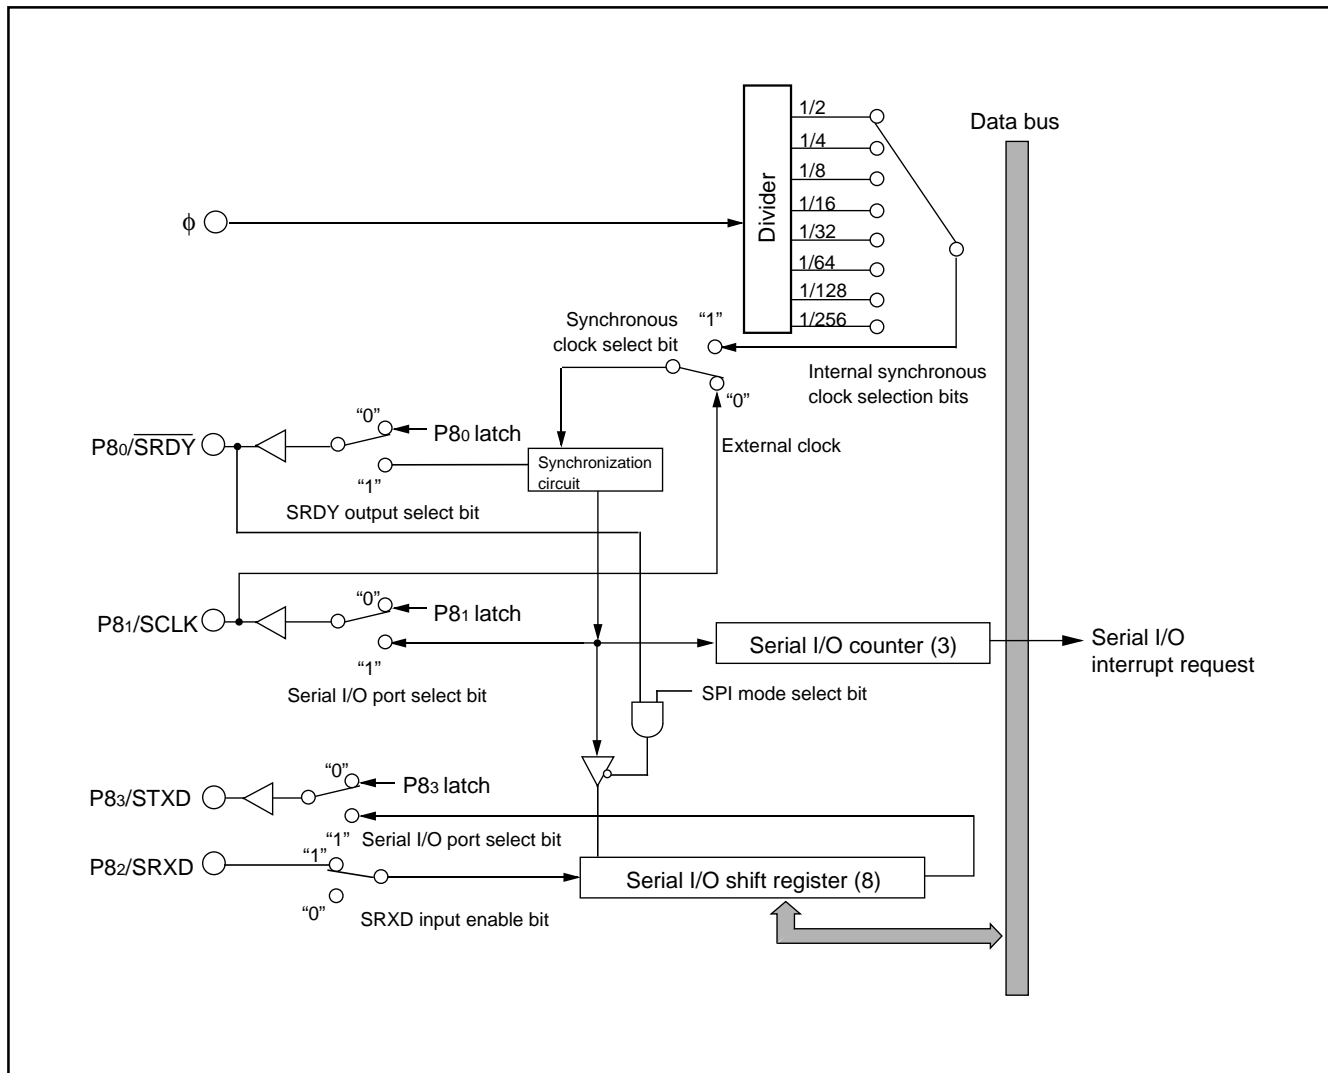 1/2
Data bus
1/4
1/8
Divider
1/16
ϕ
1/32
1/64
1/128
Synchronous
clock select bit
“1”
1/256
Internal synchronous
clock selection bits
“0”
“0”
P80/SRDY
P80 latch
External clock
Synchronization
circuit
“1”
SRDY output select bit
“0”
P81/SCLK
P81 latch
“1”
Serial I/O counter (3)
Serial I/O
interrupt request
Serial I/O port select bit
SPI mode select bit
“0”
P83/STXD
P83 latch
“1”
Serial I/O port select bit
“1”
P82/SRXD
Serial I/O shift register (8)
“0”
SRXD input enable bit